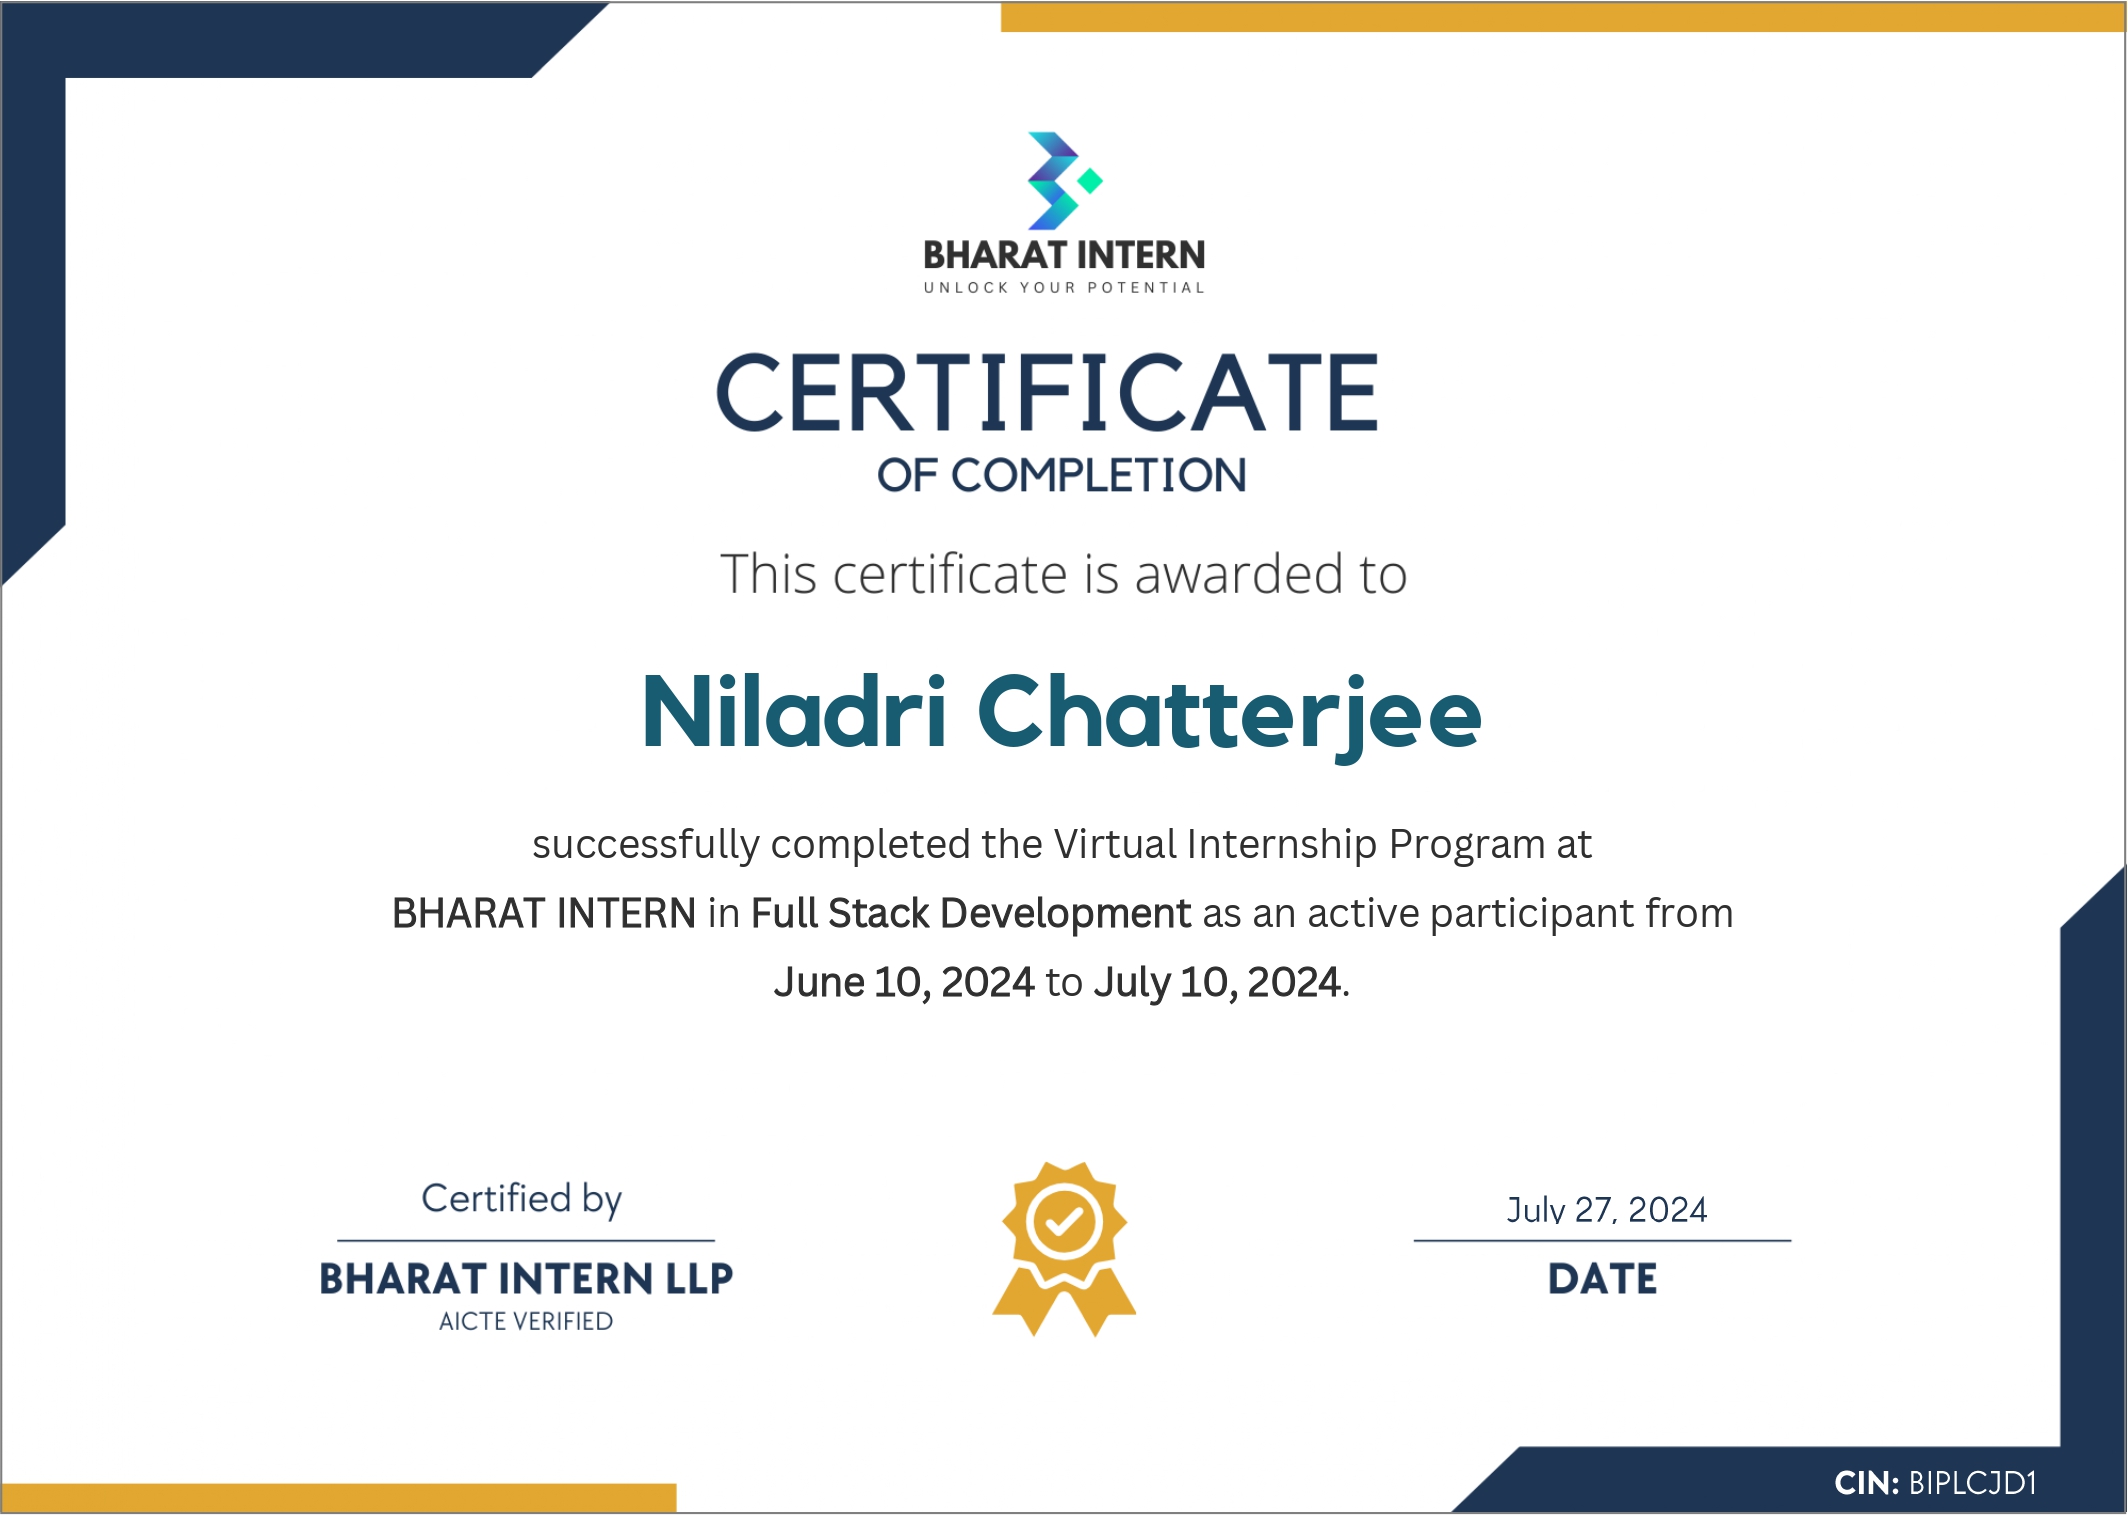 BHARAT INTERN
UNLOCK YOUR POTENTIAL
CERTIFICATE
OF COMPLETION
This certificate is awarded to
Niladri Chatterjee
successfully completed the Virtual Internship Program at
BHARAT INTERN in Full Stack Development as an active participant from
June 10, 2024 to July 10, 2024.
Certified by
BHARAT INTERN LLP
AICTE VERIFIED
July 27, 2024
DATE
CIN: BIPLCJD1